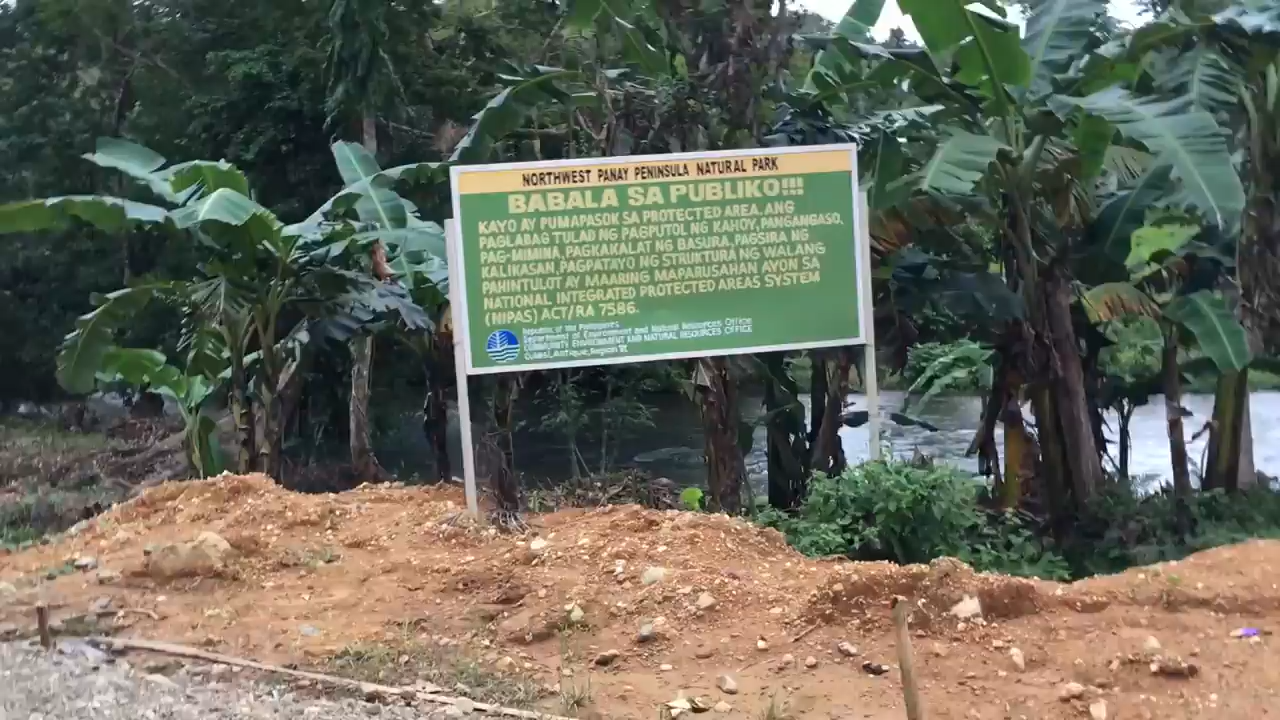 NORTHWEST PANAY PENINSULA NATURAL PARK
BABALA SA PUBLIKO!!!
KAYO AY PUMAPASOK SA PROTECTED AREA, ANG
PAGLABAG TULAD NG PAGPUTOL NG KAHOY, PANGANGASO,
PAG-MIMINA, PAGKAKALAT NG BASURA, PAGSIRA NG
KALIKASAN, PAGPATAYO NG STRUKTURA NG WALANG
PAHINTULOT AY MAARING MAPARUSAHAN AYON SA
NATIONAL INTEGRATED PROTECTED AREAS SYSTEM
(NIPAS) ACT/RA 7586.
Republic of the Philippines
Department of Environment and Natural Resources Office
COMMUNITY ENVIRONMENT AND NATURAL RESOURCES OFFICE
Culasi, Antique, Region VI